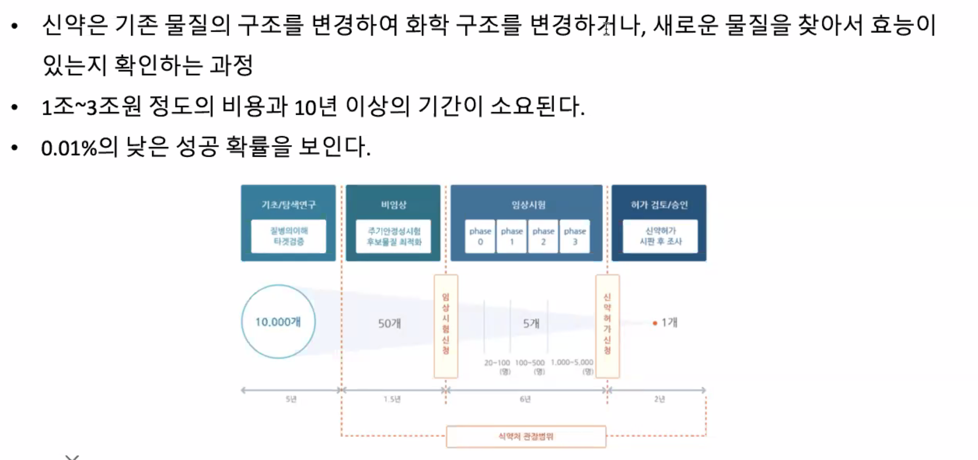 • 신약은 기존 물질의 구조를 변경하여 화학 구조를 변경하거나, 새로운 물질을 찾아서 효능이
있는지 확인하는 과정
• 1조~3조원 정도의 비용과 10년 이상의 기간이 소요된다.
• 0.01%의 낮은 성공 확률을 보인다.
기초/탐색연구
질병의이해
타겟검증
비임상
후보물질 최적화
임상시험
phase 0
phase 1
phase 2
phase 3
허가 검토/승인
신약허가
시판 후 조사
10,000개
50개
임상시험신청
5개
신약허가신청
1개
20~100
(명)
100~500
(명)
1,000~5,000
(명)
5년
1.5년
6년
2년
식약처 관장범위